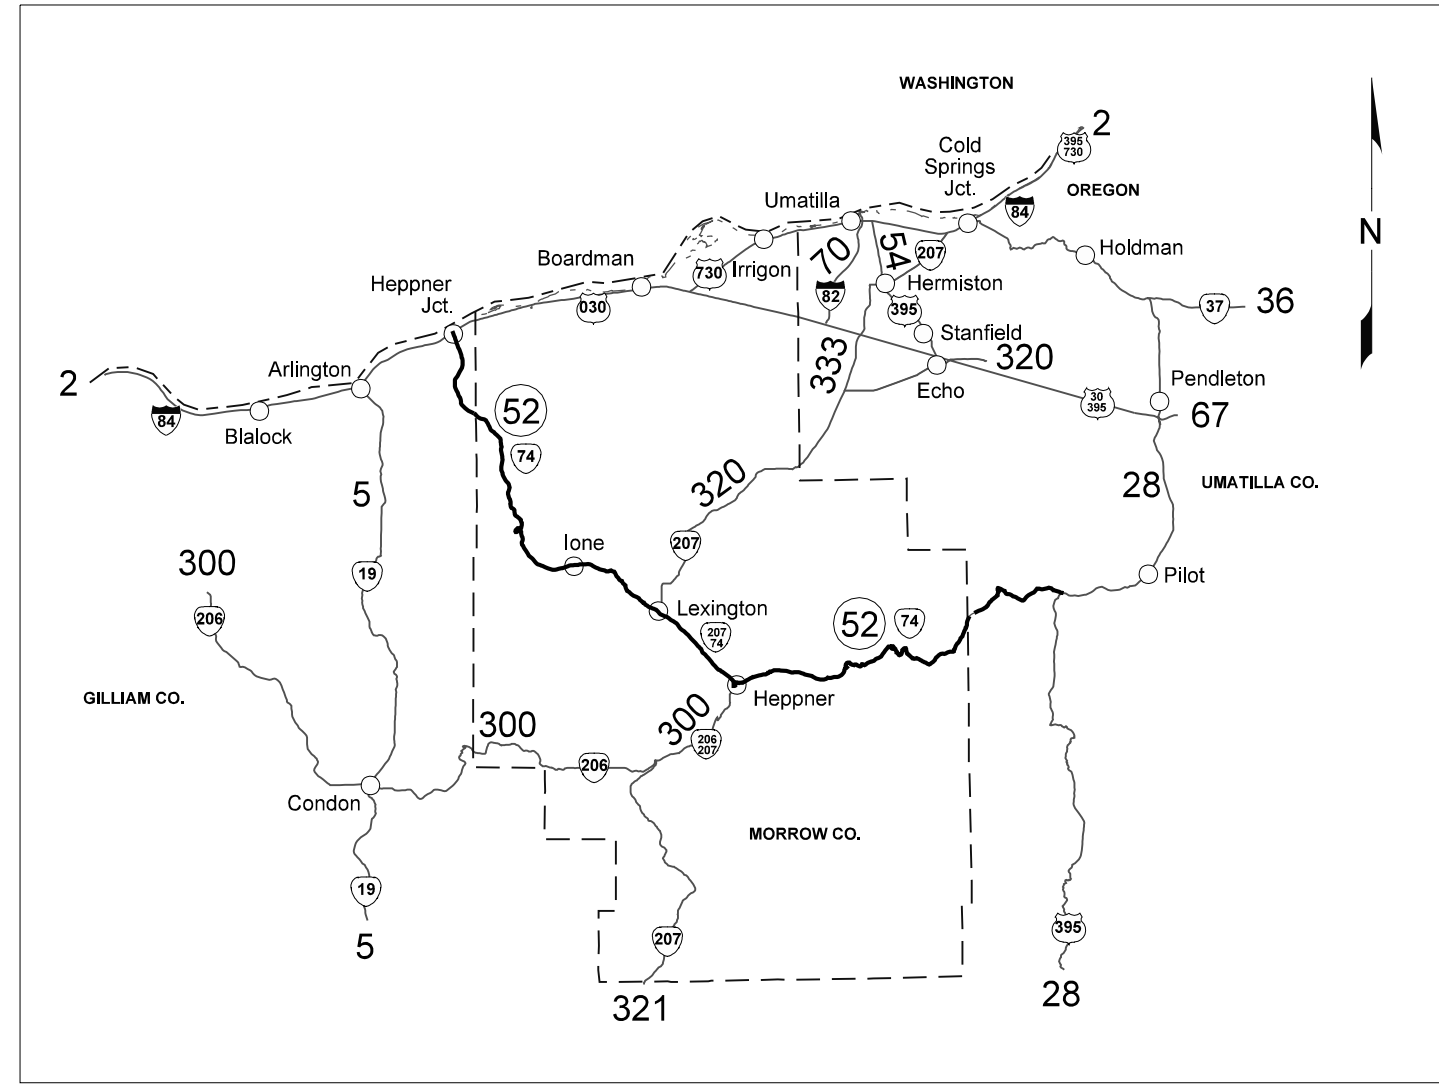 WASHINGTON
2
395
730
Cold
Springs
Jct.
OREGON
84
Umatilla
Holdman
70
54
207
Boardman
730
Irrigon
Hermiston
Heppner
Jct.
030
82
395
37
36
Stanfield
333
320
Arlington
2
Echo
Pendleton
30
395
67
52
84
Blalock
74
320
5
28
UMATILLA CO.
Ione
207
300
19
Pilot
206
Lexington
207
74
52
74
GILLIAM CO.
Heppner
300
300
206
207
206
Condon
MORROW CO.
19
207
395
5
28
321
N